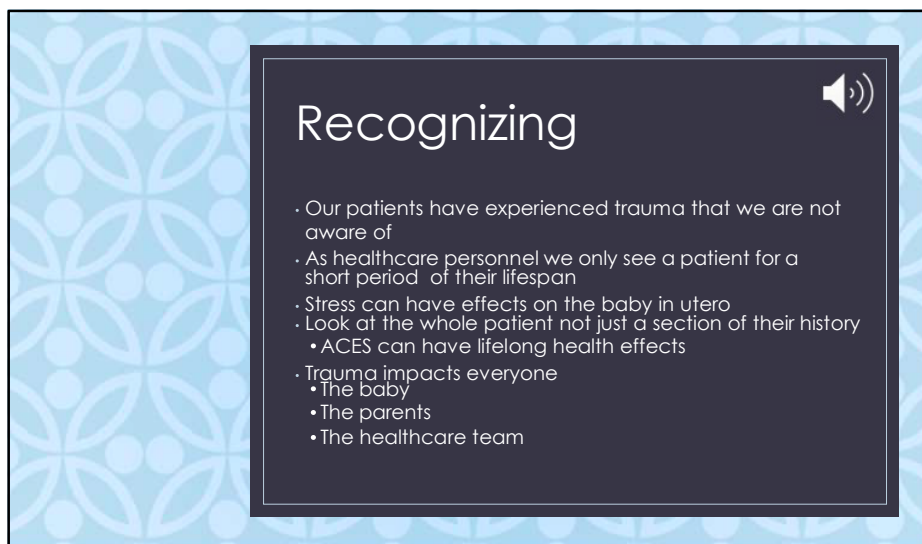 Recognizing
• Our patients have experienced trauma that we are not
aware of
• As healthcare personnel we only see a patient for a
short period of their lifespan
• Stress can have effects on the baby in utero
• Look at the whole patient not just a section of their history
• ACES can have lifelong health effects
• Trauma impacts everyone
• The baby
• The parents
• The healthcare team